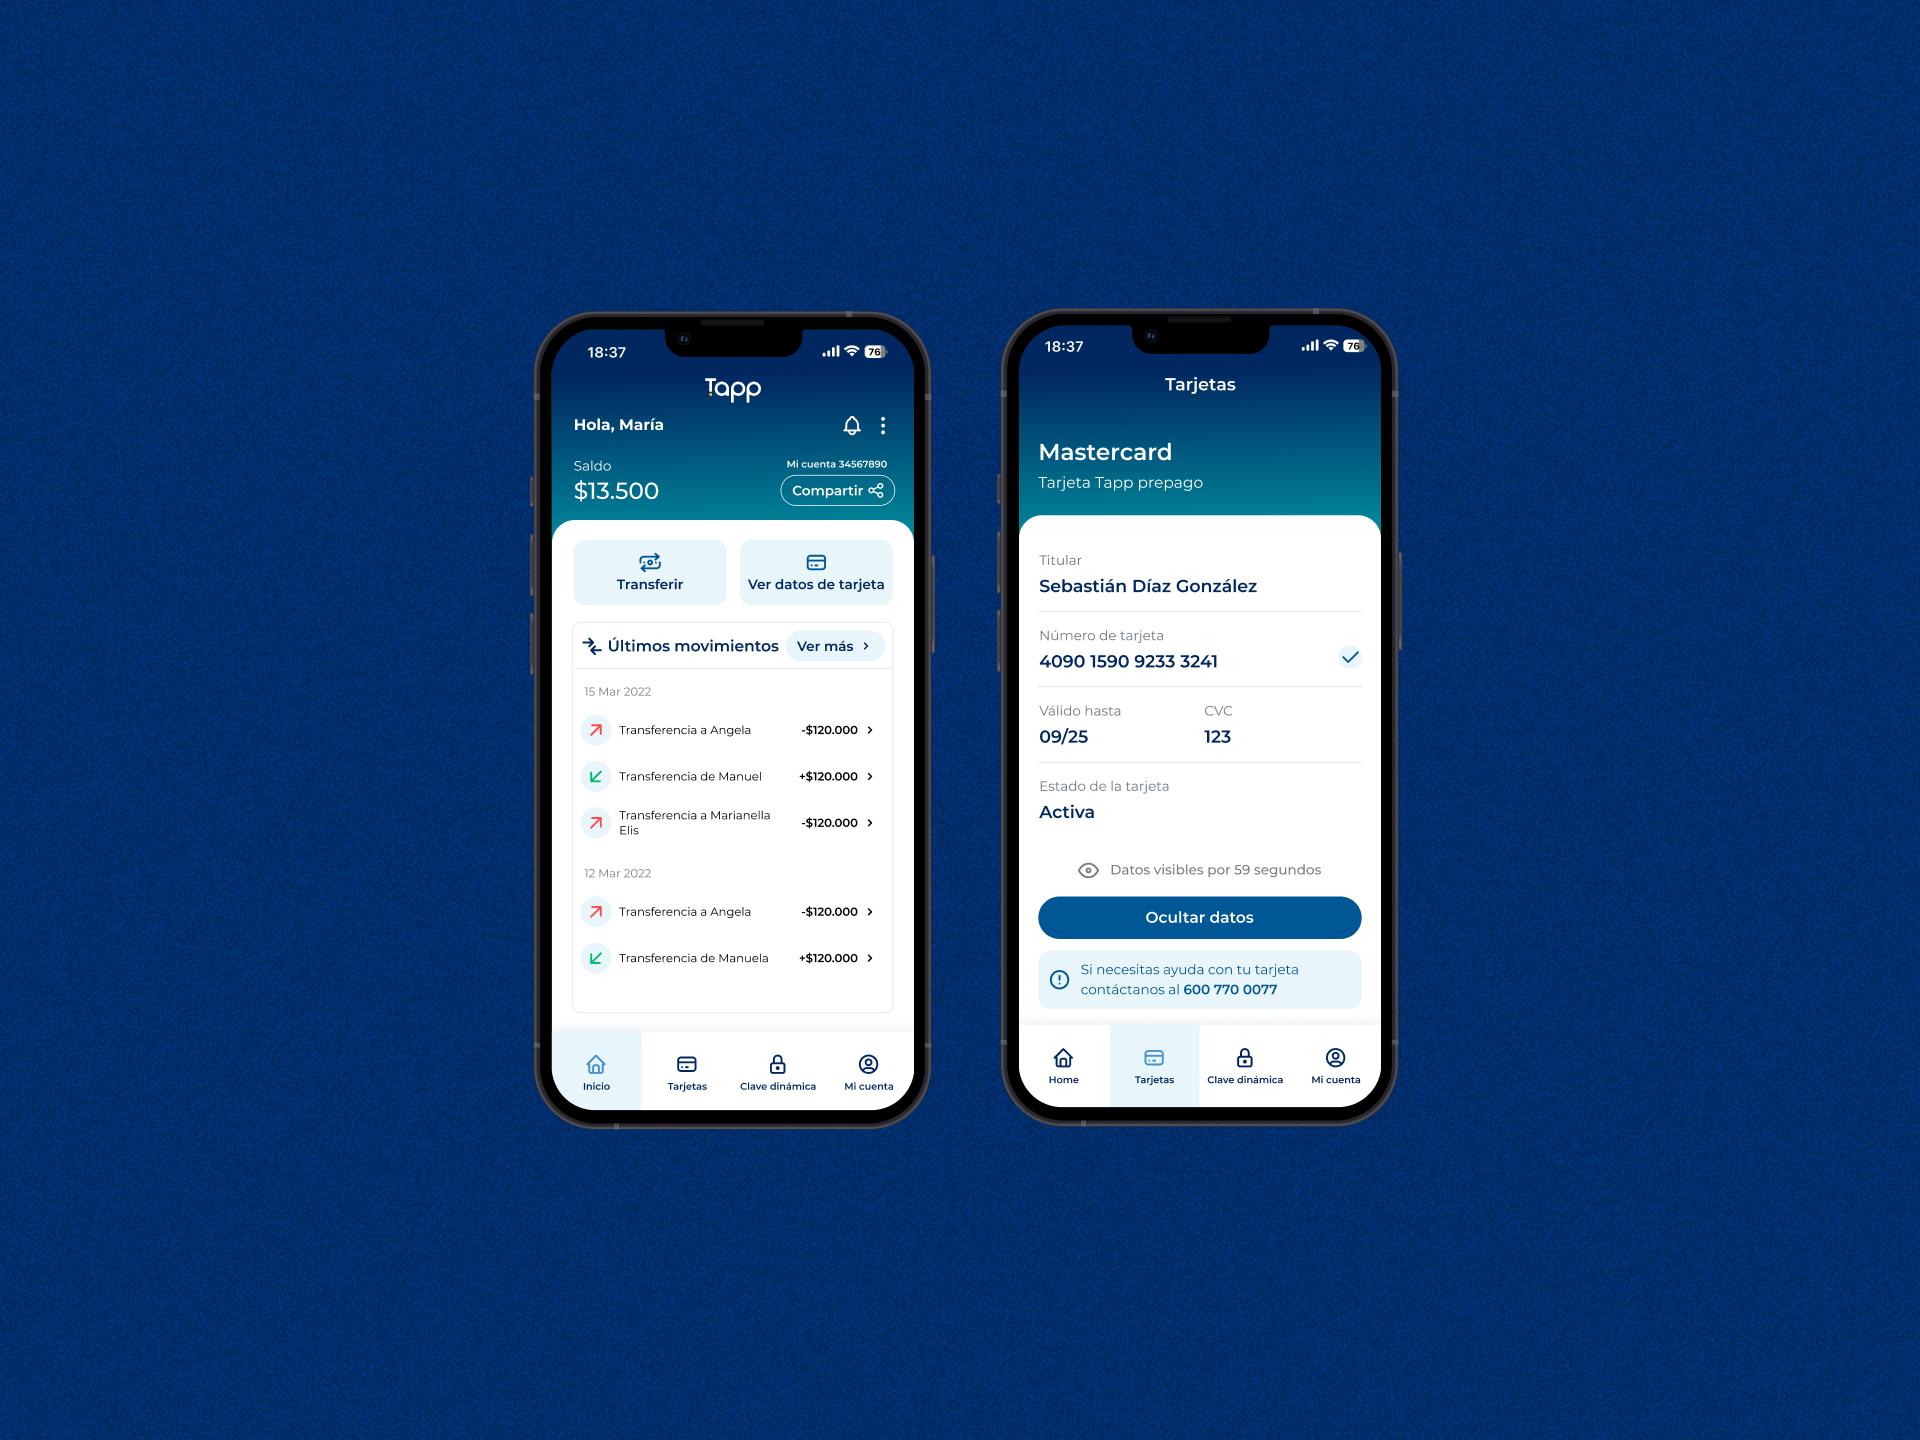 18:37
76
Tapp
Hola, María
Saldo
Mi cuenta 34567890
$13.500
Compartir
Transferir
Ver datos de tarjeta
Últimos movimientos
Ver más
15 Mar 2022
Transferencia a Angela
-$120.000
Transferencia de Manuel
+$120.000
Transferencia a Marianella
Elis
-$120.000
12 Mar 2022
Transferencia a Angela
-$120.000
Transferencia de Manuela
+$120.000
Inicio
Tarjetas
Clave dinámica
Mi cuenta
18:37
76
Tarjetas
Mastercard
Tarjeta Tapp prepago
Titular
Sebastián Díaz González
Número de tarjeta
4090 1590 9233 3241
Válido hasta
CVC
09/25
123
Estado de la tarjeta
Activa
Datos visibles por 59 segundos
Ocultar datos
Si necesitas ayuda con tu tarjeta
contáctanos al 600 770 0077
Home
Tarjetas
Clave dinámica
Mi cuenta